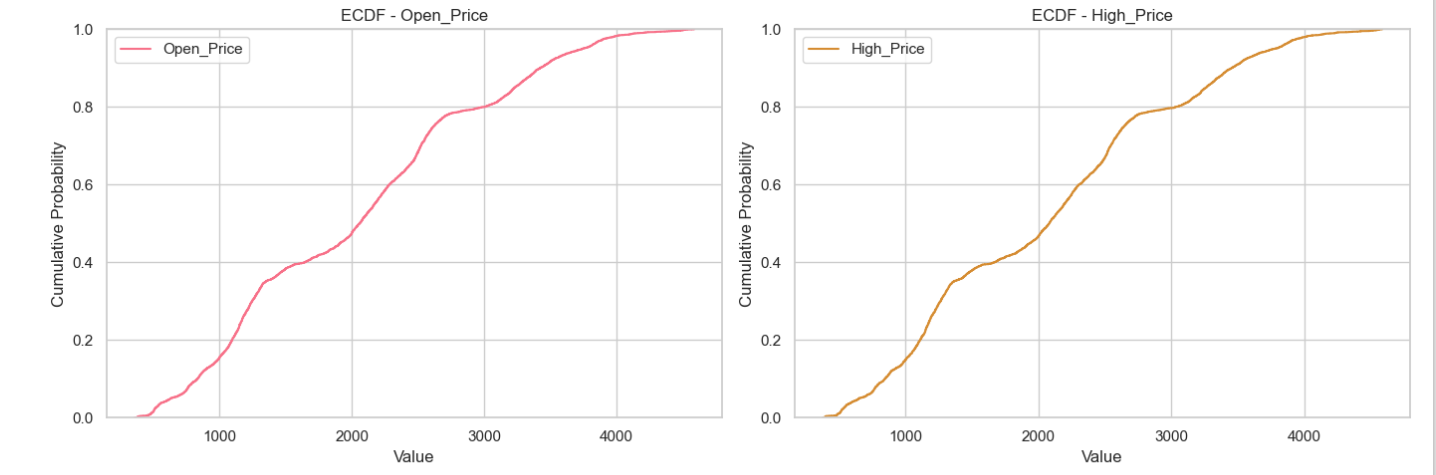 ECDF - Open_Price
Open_Price
Cumulative Probability
1.0
0.8
0.6
0.4
0.2
0.0
1000 2000 3000 4000
Value
ECDF - High_Price
High_Price
Cumulative Probability
1.0
0.8
0.6
0.4
0.2
0.0
1000 2000 3000 4000
Value